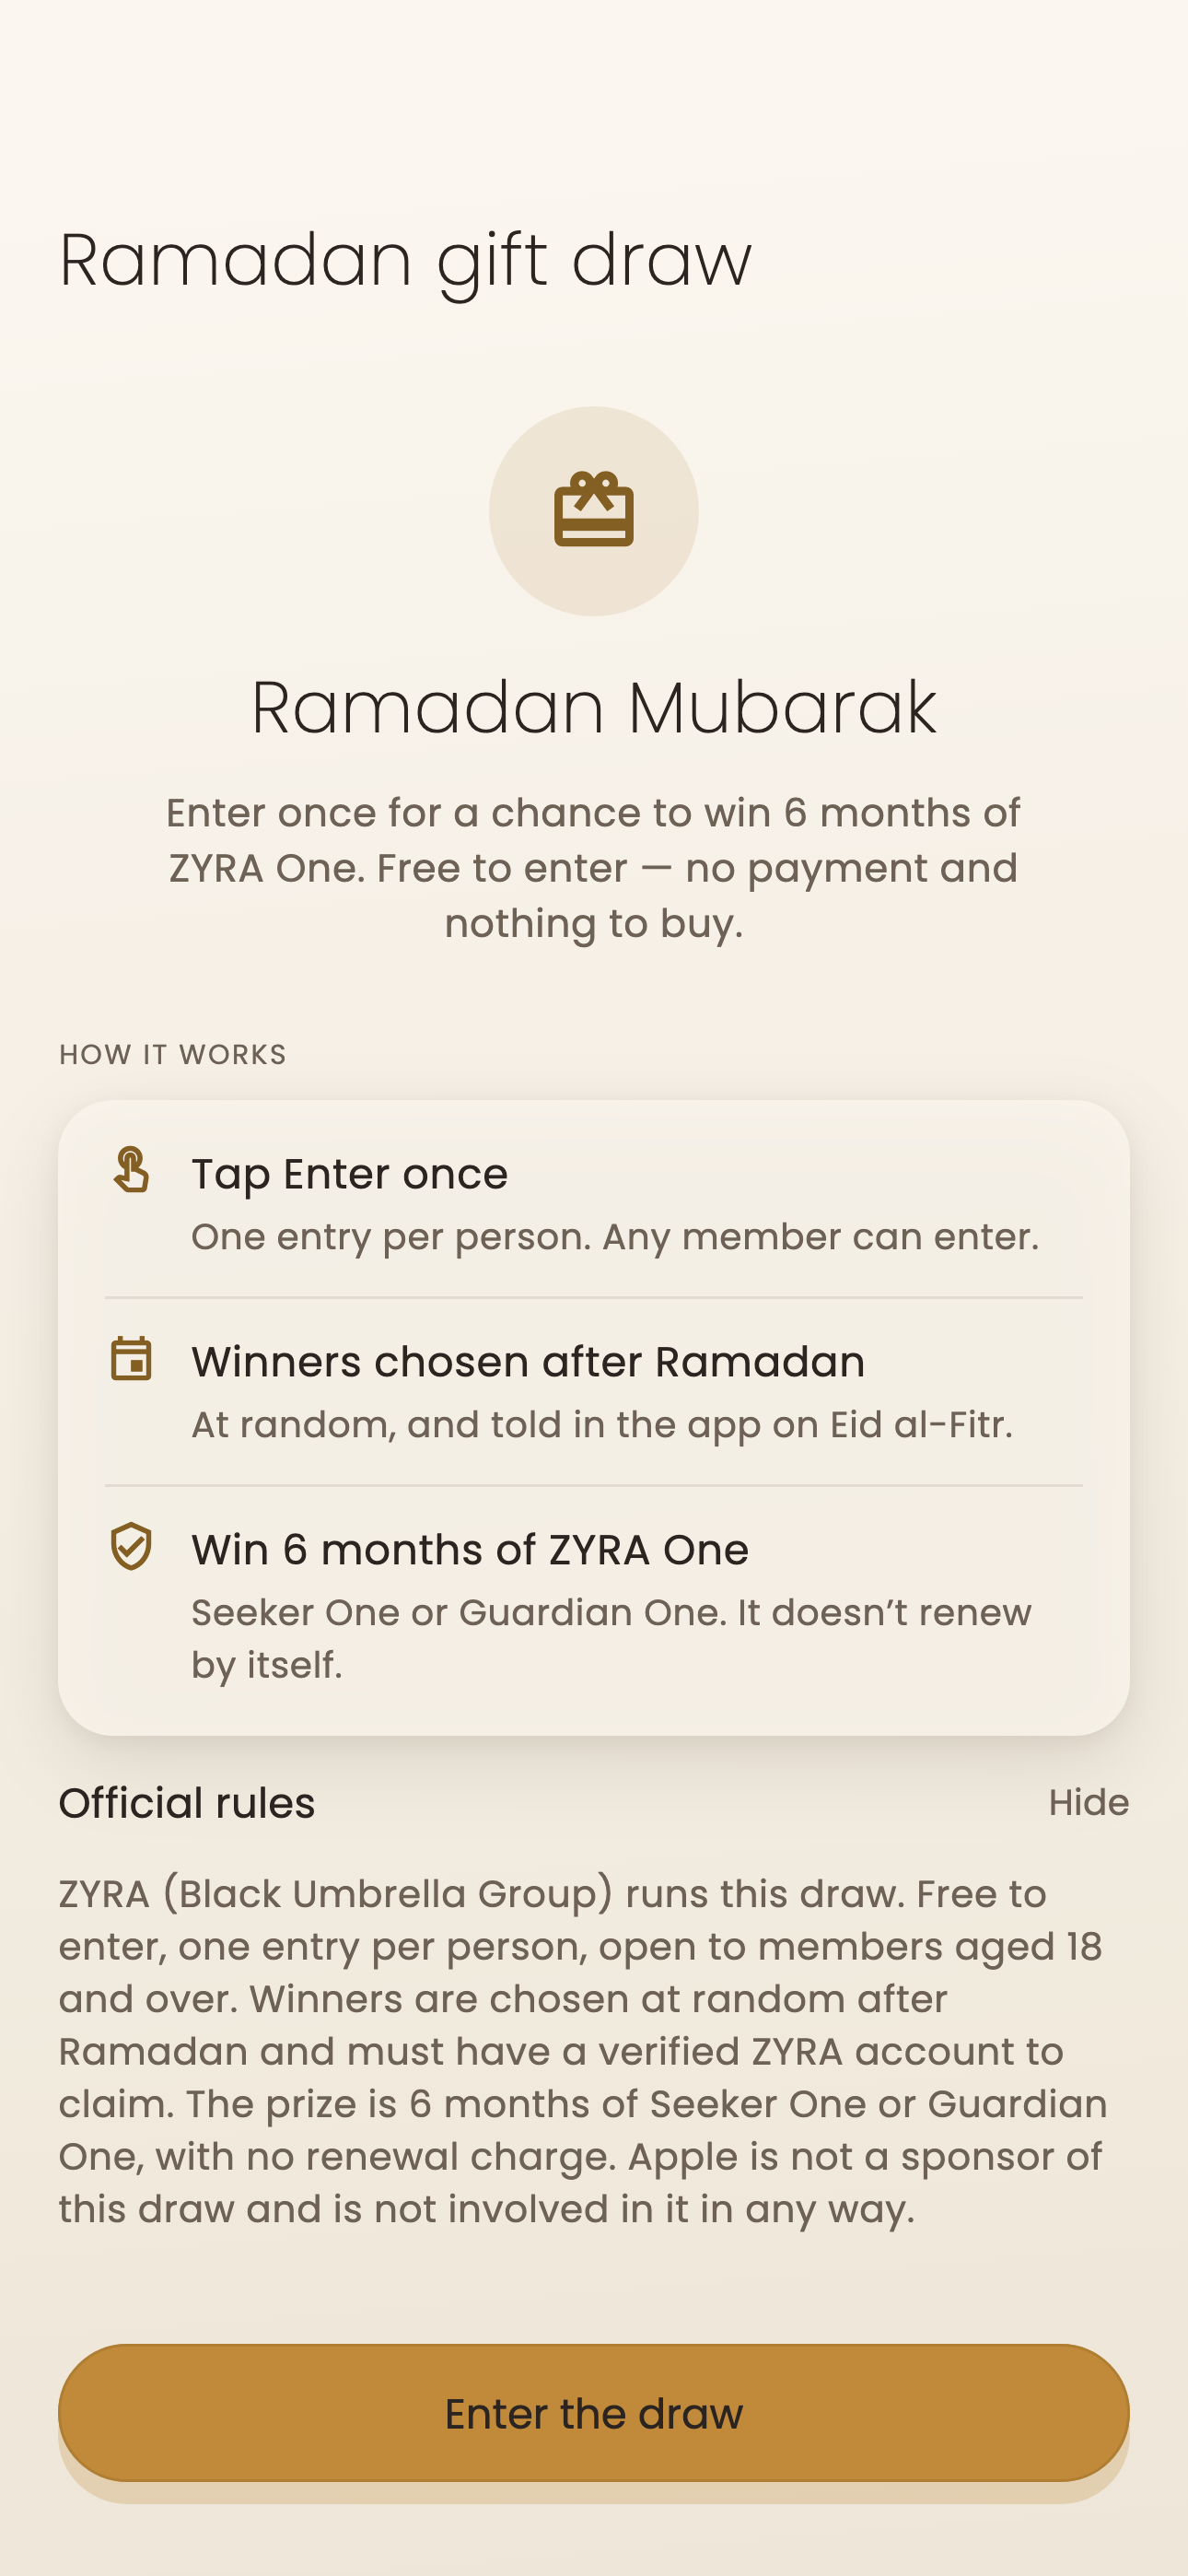 Ramadan gift draw
Ramadan Mubarak
Enter once for a chance to win 6 months of
ZYRA One. Free to enter — no payment and
nothing to buy.
HOW IT WORKS
Tap Enter once
One entry per person. Any member can enter.
Winners chosen after Ramadan
At random, and told in the app on Eid al-Fitr.
Win 6 months of ZYRA One
Seeker One or Guardian One. It doesn’t renew
by itself.
Official rules
Hide
ZYRA (Black Umbrella Group) runs this draw. Free to
enter, one entry per person, open to members aged 18
and over. Winners are chosen at random after
Ramadan and must have a verified ZYRA account to
claim. The prize is 6 months of Seeker One or Guardian
One, with no renewal charge. Apple is not a sponsor of
this draw and is not involved in it in any way.
Enter the draw